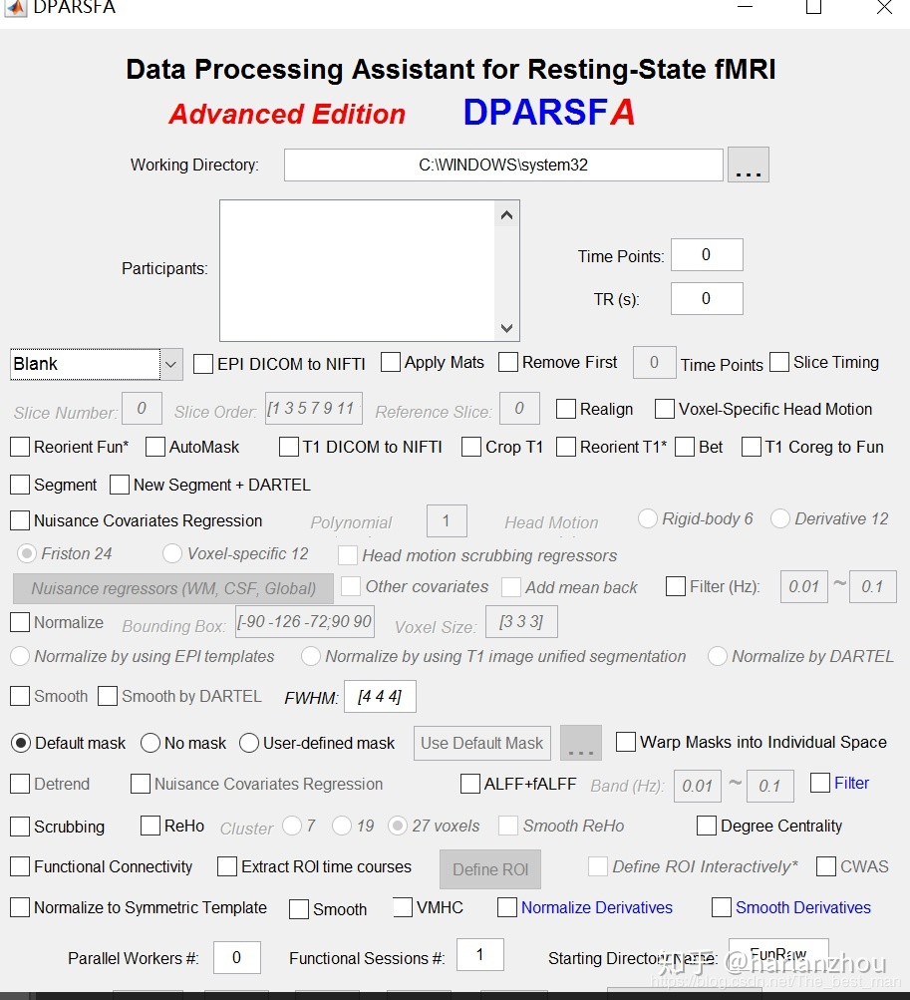 DPARSFA
Data Processing Assistant for Resting-State fMRI
Advanced Edition DPARSFA
Working Directory: C:\WINDOWS\system32 ...
Participants:
Time Points: 0
TR (s): 0
Blank EPI DICOM to NIFTI Apply Mats Remove First 0 Time Points Slice Timing
Slice Number: 0 Slice Order: [1 3 5 7 9 11 Reference Slice: 0 Realign Voxel-Specific Head Motion
Reorient Fun* AutoMask T1 DICOM to NIFTI Crop T1 Reorient T1* Bet T1 Coreg to Fun
Segment New Segment + DARTEL
Nuisance Covariates Regression Polynomial 1 Head Motion Rigid-body 6 Derivative 12
Friston 24 Voxel-specific 12 Head motion scrubbing regressors
Nuisance regressors (WM, CSF, Global) Other covariates Add mean back Filter (Hz): 0.01 ~ 0.1
Normalize Bounding Box: [-90 -126 -72;90 90 Voxel Size: [3 3 3]
Normalize by using EPI templates Normalize by using T1 image unified segmentation Normalize by DARTEL
Smooth Smooth by DARTEL FWHM: [4 4 4]
Default mask No mask User-defined mask Use Default Mask ... Warp Masks into Individual Space
Detrend Nuisance Covariates Regression ALFF+fALFF Band (Hz): 0.01 ~ 0.1 Filter
Scrubbing ReHo Cluster 7 19 27 voxels Smooth ReHo Degree Centrality
Functional Connectivity Extract ROI time courses Define ROI Define ROI Interactively* CWAS
Normalize to Symmetric Template Smooth VMHC Normalize Derivatives Smooth Derivatives
Parallel Workers #: 0 Functional Sessions #: 1 Starting Directory Name: FunRaw
知乎 @harlanzhou
https://blog.csdn.net/The_best_man